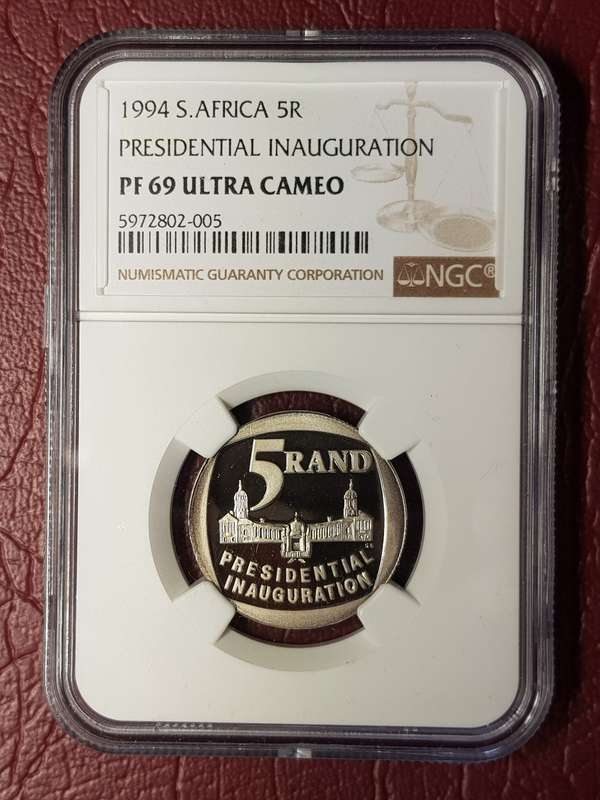 1994 S.AFRICA 5R
PRESIDENTIAL INAUGURATION
PF 69 ULTRA CAMEO
5972802-005
NUMISMATIC GUARANTY CORPORATION
NGC®
5 RAND
PRESIDENTIAL
INAUGURATION